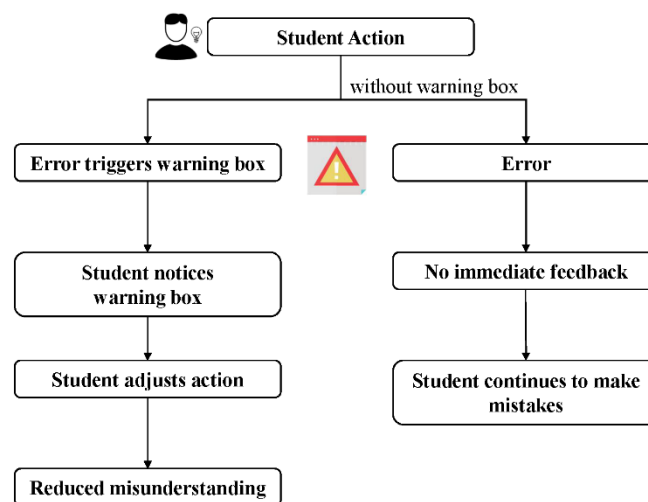 Student Action
without warning box
Error triggers warning box
Error
Student notices
warning box
No immediate feedback
Student adjusts action
Student continues to make
mistakes
Reduced misunderstanding